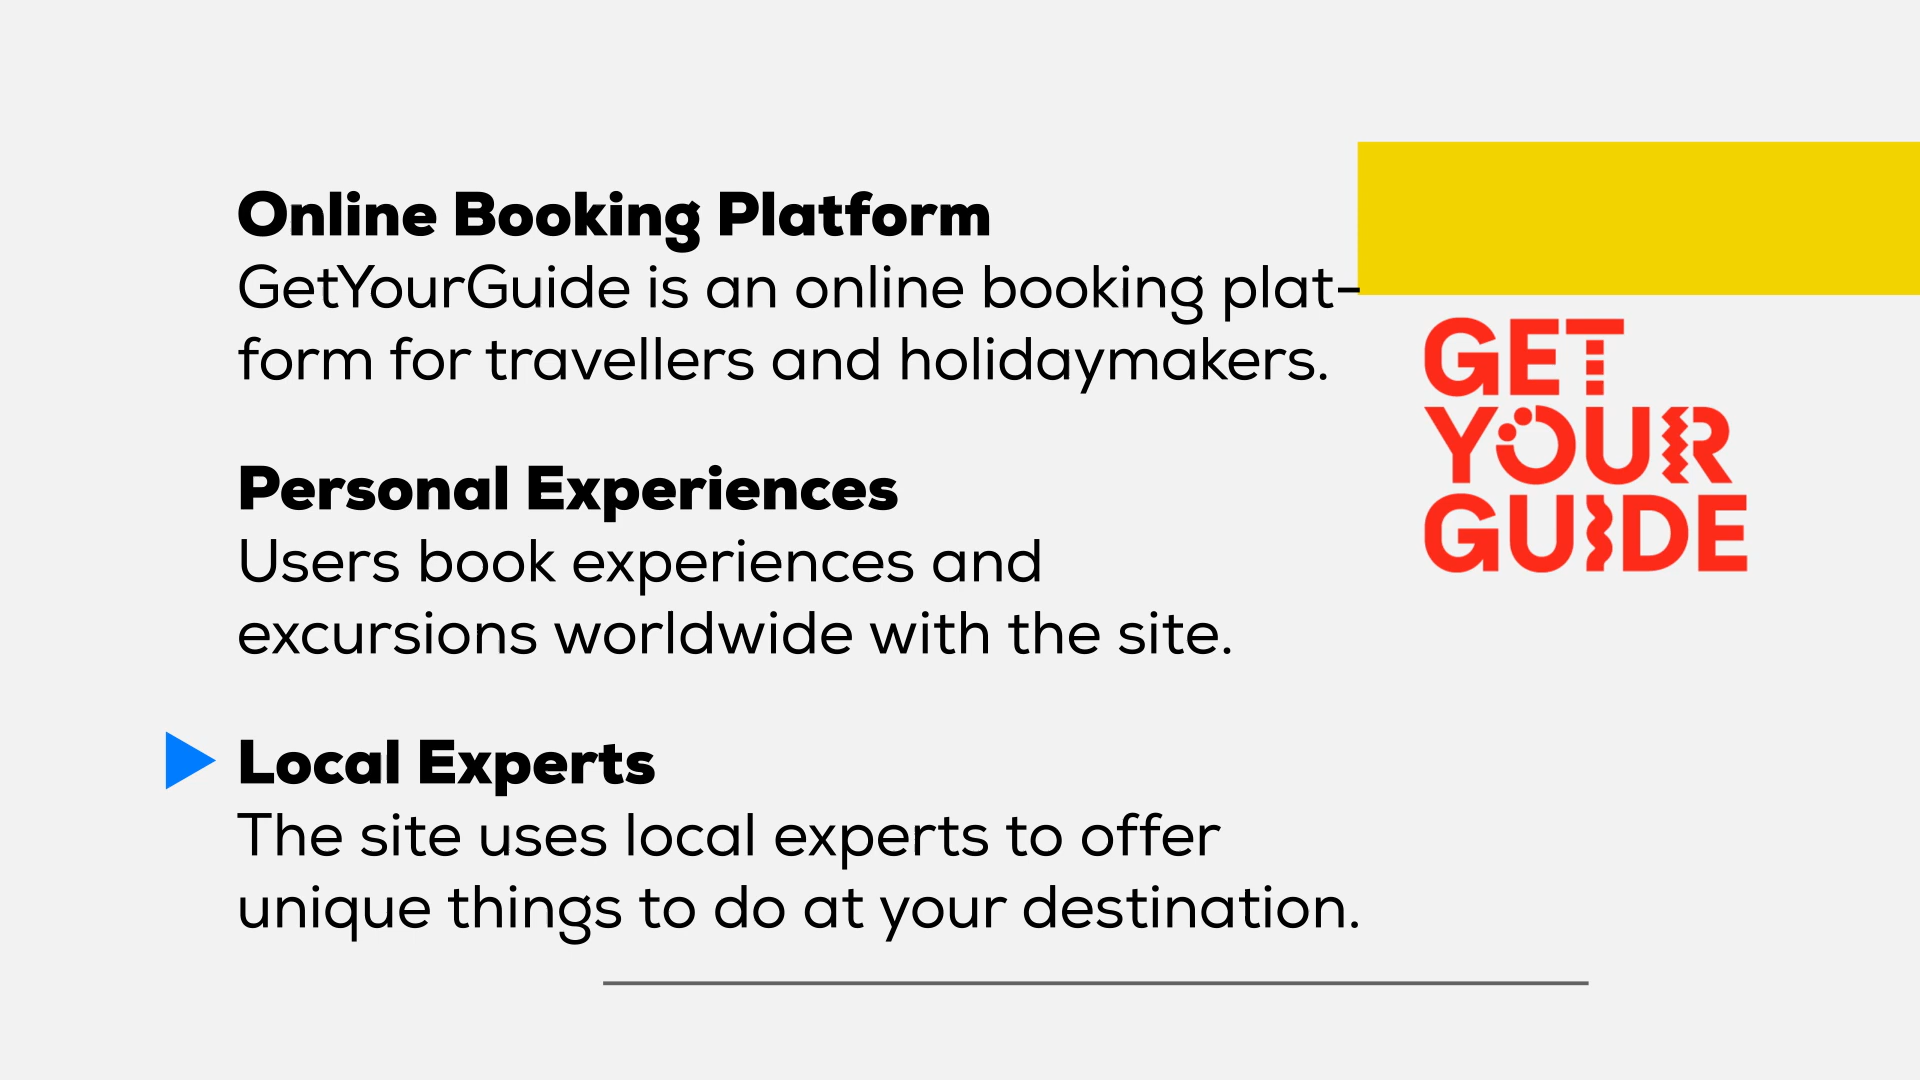 Online Booking Platform
GetYourGuide is an online booking plat-
form for travellers and holidaymakers.
Personal Experiences
Users book experiences and
excursions worldwide with the site.
Local Experts
The site uses local experts to offer
unique things to do at your destination.
GET
YOUR
GUIDE